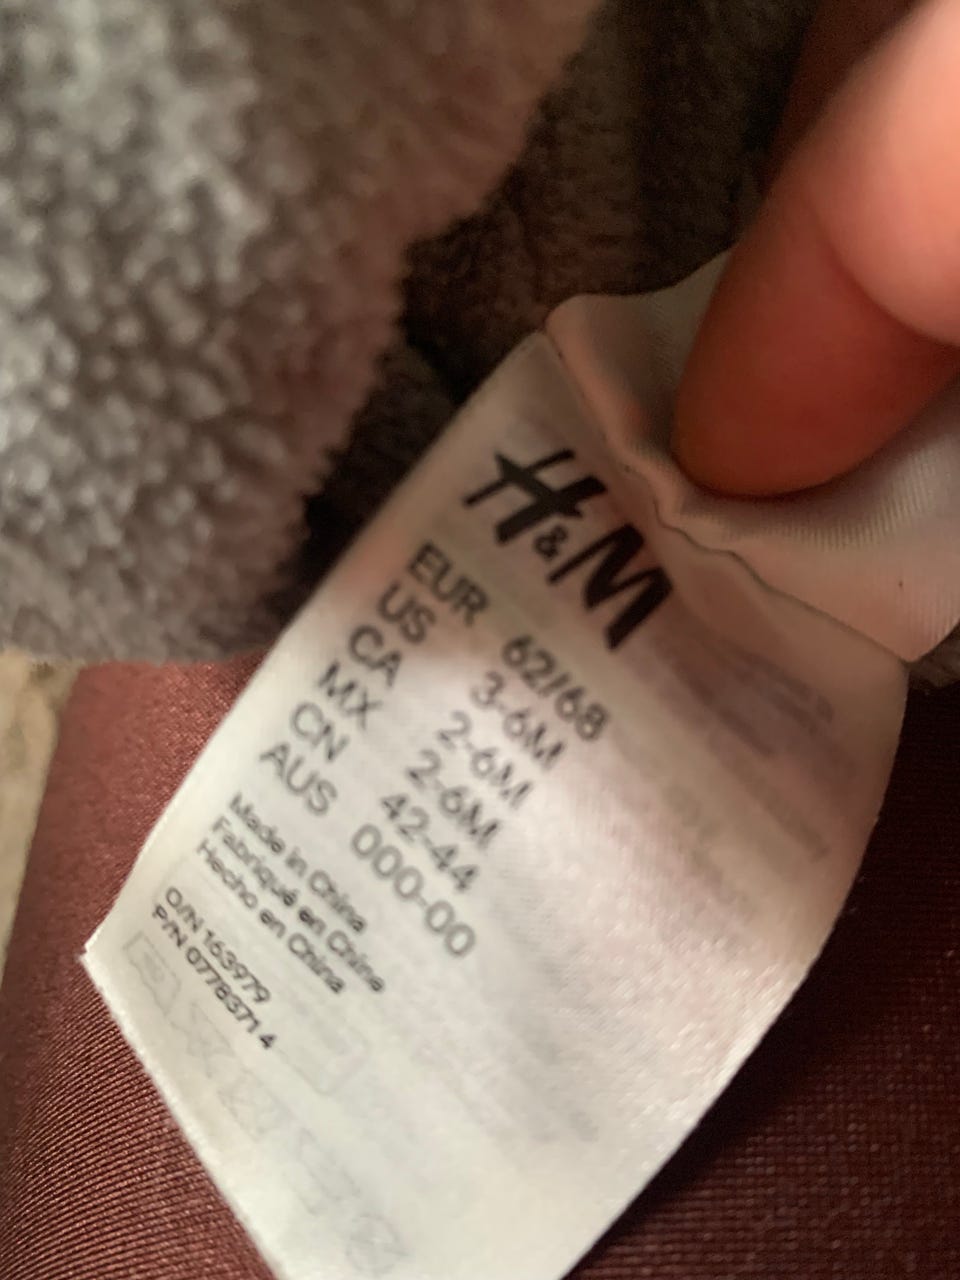 H&M
EUR 62/68
US 3-6M
CA 2-6M
MX 2-6M
CN 42-44
AUS 000-00
Made in China
Fabriqué en Chine
Hecho en China
O/N 163979
P/N 0778371 4